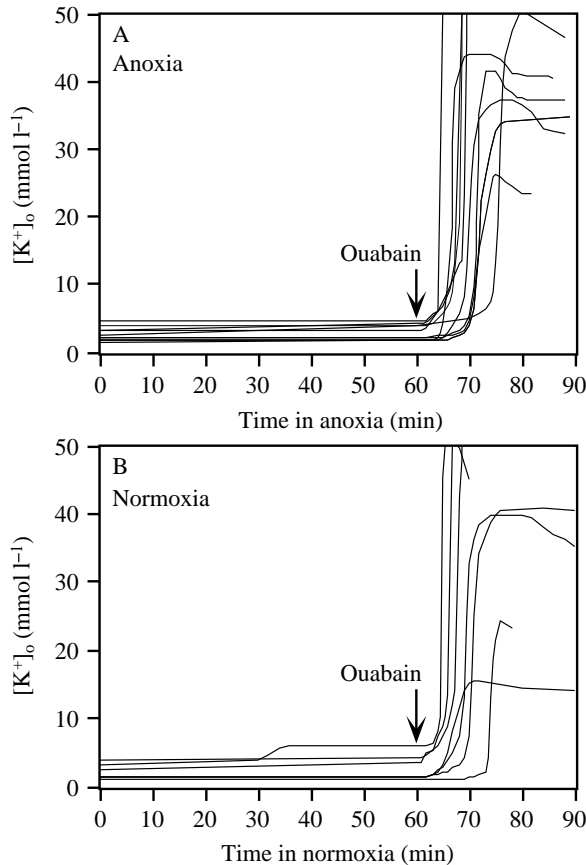 A
Anoxia
[K⁺]ₒ (mmol l⁻¹)
50
40
30
20
10
0
Ouabain
0 10 20 30 40 50 60 70 80 90
Time in anoxia (min)
B
Normoxia
[K⁺]ₒ (mmol l⁻¹)
50
40
30
20
10
0
Ouabain
0 10 20 30 40 50 60 70 80 90
Time in normoxia (min)